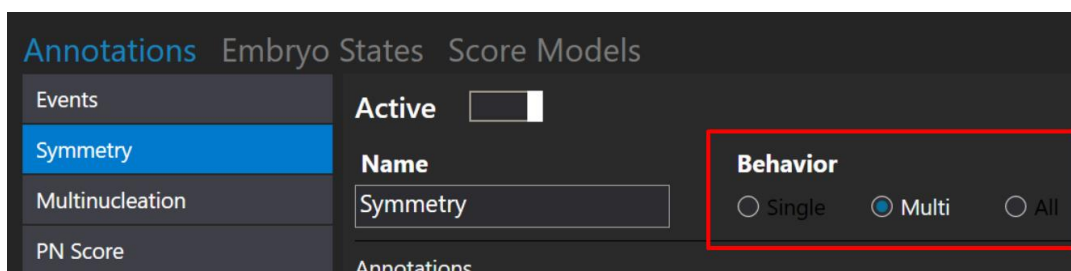 Annotations Embryo States Score Models
Events
Symmetry
Multinucleation
PN Score
Active
Name
Symmetry
Behavior
Single Multi All
Annotations